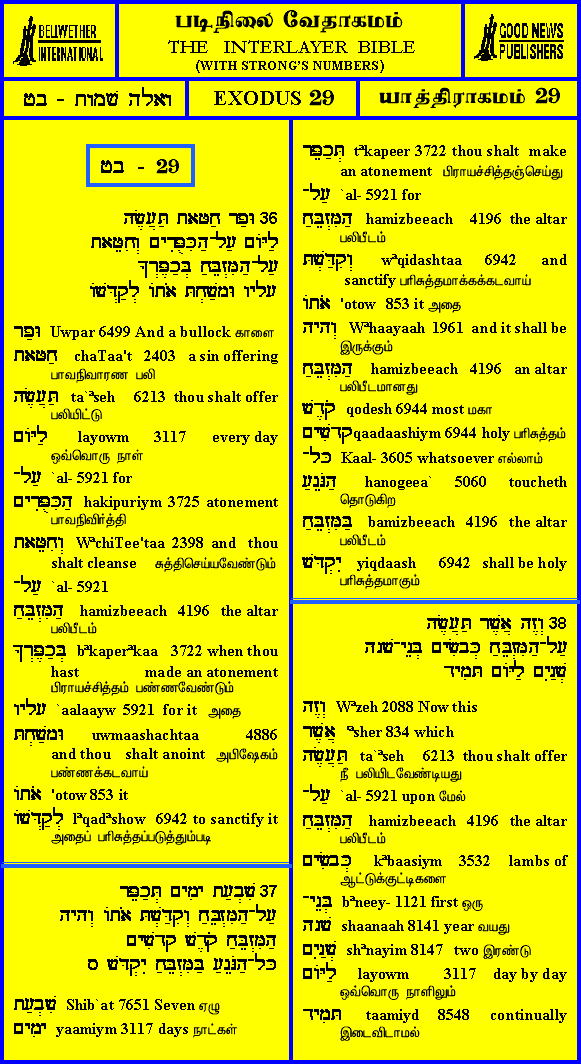 BELLWETHER
INTERNATIONAL
படிநிலை வேதாகமம்
THE INTERLAYER BIBLE
(WITH STRONG'S NUMBERS)
GOOD NEWS
PUBLISHERS
ואלה שמות - בט
EXODUS 29
யாத்திராகமம் 29
בט - 29
36 וּפַר חַטָּאת תַּעֲשֶׂה
לַיּוֹם עַל־הַכִּפֻּרִים וְחִטֵּאתָ
עַל־הַמִּזְבֵּחַ בְּכַפֶּרְךָ
עָלָיו וּמָשַׁחְתָּ אֹתוֹ לְקַדְּשׁוֹ
וּפַר Uwpar 6499 And a bullock காளை
חַטָּאת chaTaa't 2403 a sin offering
பாவநிவாரண பலி
תַּעֲשֶׂה ta`ªseh 6213 thou shalt offer
பலியிட்டு
לַיּוֹם layowm 3117 every day
ஒவ்வொரு நாள்
עַל־ `al- 5921 for
הַכִּפֻּרִים hakipuriym 3725 atonement
பாவநிவிர்த்தி
וְחִטֵּאתָ WªchiTee'taa 2398 and thou
shalt cleanse சுத்திசெய்யவேண்டும்
עַל־ `al- 5921
הַמִּזְבֵּחַ hamizbeeach 4196 the altar
பலிபீடம்
בְּכַפֶּרְךָ bªkaperªkaa 3722 when thou
hast made an atonement
பிராயச்சித்தம் பண்ணவேண்டும்
עָלָיו `aalaayw 5921 for it அதை
וּמָשַׁחְתָּ uwmaashachtaa 4886
and thou shalt anoint அபிஷேகம்
பண்ணக்கடவாய்
אֹתוֹ 'otow 853 it
לְקַדְּשׁוֹ lªqadªshow 6942 to sanctify it
அதைப் பரிசுத்தப்படுத்தும்படி
37 שִׁבְעַת יָמִים תְּכַפֵּר
עַל־הַמִּזְבֵּחַ וְקִדַּשְׁתָּ אֹתוֹ וְהָיָה
הַמִּזְבֵּחַ קֹדֶשׁ קָדָשִׁים
כָּל־הַנֹּגֵעַ בַּמִּזְבֵּחַ יִקְדָּשׁ ס
שִׁבְעַת Shib`at 7651 Seven ஏழு
יָמִים yaamiym 3117 days நாட்கள்
תְּכַפֵּר tªkapeer 3722 thou shalt make
an atonement பிராயச்சித்தஞ்செய்து
עַל־ `al- 5921 for
הַמִּזְבֵּחַ hamizbeeach 4196 the altar
பலிபீடம்
וְקִדַּשְׁתָּ wªqidashtaa 6942 and
sanctify பரிசுத்தமாக்கக்கடவாய்
אֹתוֹ 'otow 853 it அதை
וְהָיָה Wªhaayaah 1961 and it shall be
இருக்கும்
הַמִּזְבֵּחַ hamizbeeach 4196 an altar
பலிபீடமானது
קֹדֶשׁ qodesh 6944 most மகா
קָדָשִׁים qaadaashiym 6944 holy பரிசுத்தம்
כָּל־ Kaal- 3605 whatsoever எல்லாம்
הַנֹּגֵעַ hanogeea` 5060 toucheth
தொடுகிற
בַּמִּזְבֵּחַ bamizbeeach 4196 the altar
பலிபீடம்
יִקְדָּשׁ yiqdaash 6942 shall be holy
பரிசுத்தமாகும்
38 וְזֶה אֲשֶׁר תַּעֲשֶׂה
עַל־הַמִּזְבֵּחַ כְּבָשִׂים בְּנֵי־שָׁנָה
שְׁנַיִם לַיּוֹם תָּמִיד
וְזֶה Wªzeh 2088 Now this
אֲשֶׁר ªsher 834 which
תַּעֲשֶׂה ta`ªseh 6213 thou shalt offer
நீ பலியிடவேண்டியது
עַל־ `al- 5921 upon மேல்
הַמִּזְבֵּחַ hamizbeeach 4196 the altar
பலிபீடம்
כְּבָשִׂים kªbaasiym 3532 lambs of
ஆட்டுக்குட்டிகளை
בְּנֵי־ bªneey- 1121 first ஒரு
שָׁנָה shaanaah 8141 year வயது
שְׁנַיִם shªnayim 8147 two இரண்டு
לַיּוֹם layowm 3117 day by day
ஒவ்வொரு நாளிலும்
תָּמִיד taamiyd 8548 continually
இடைவிடாமல்